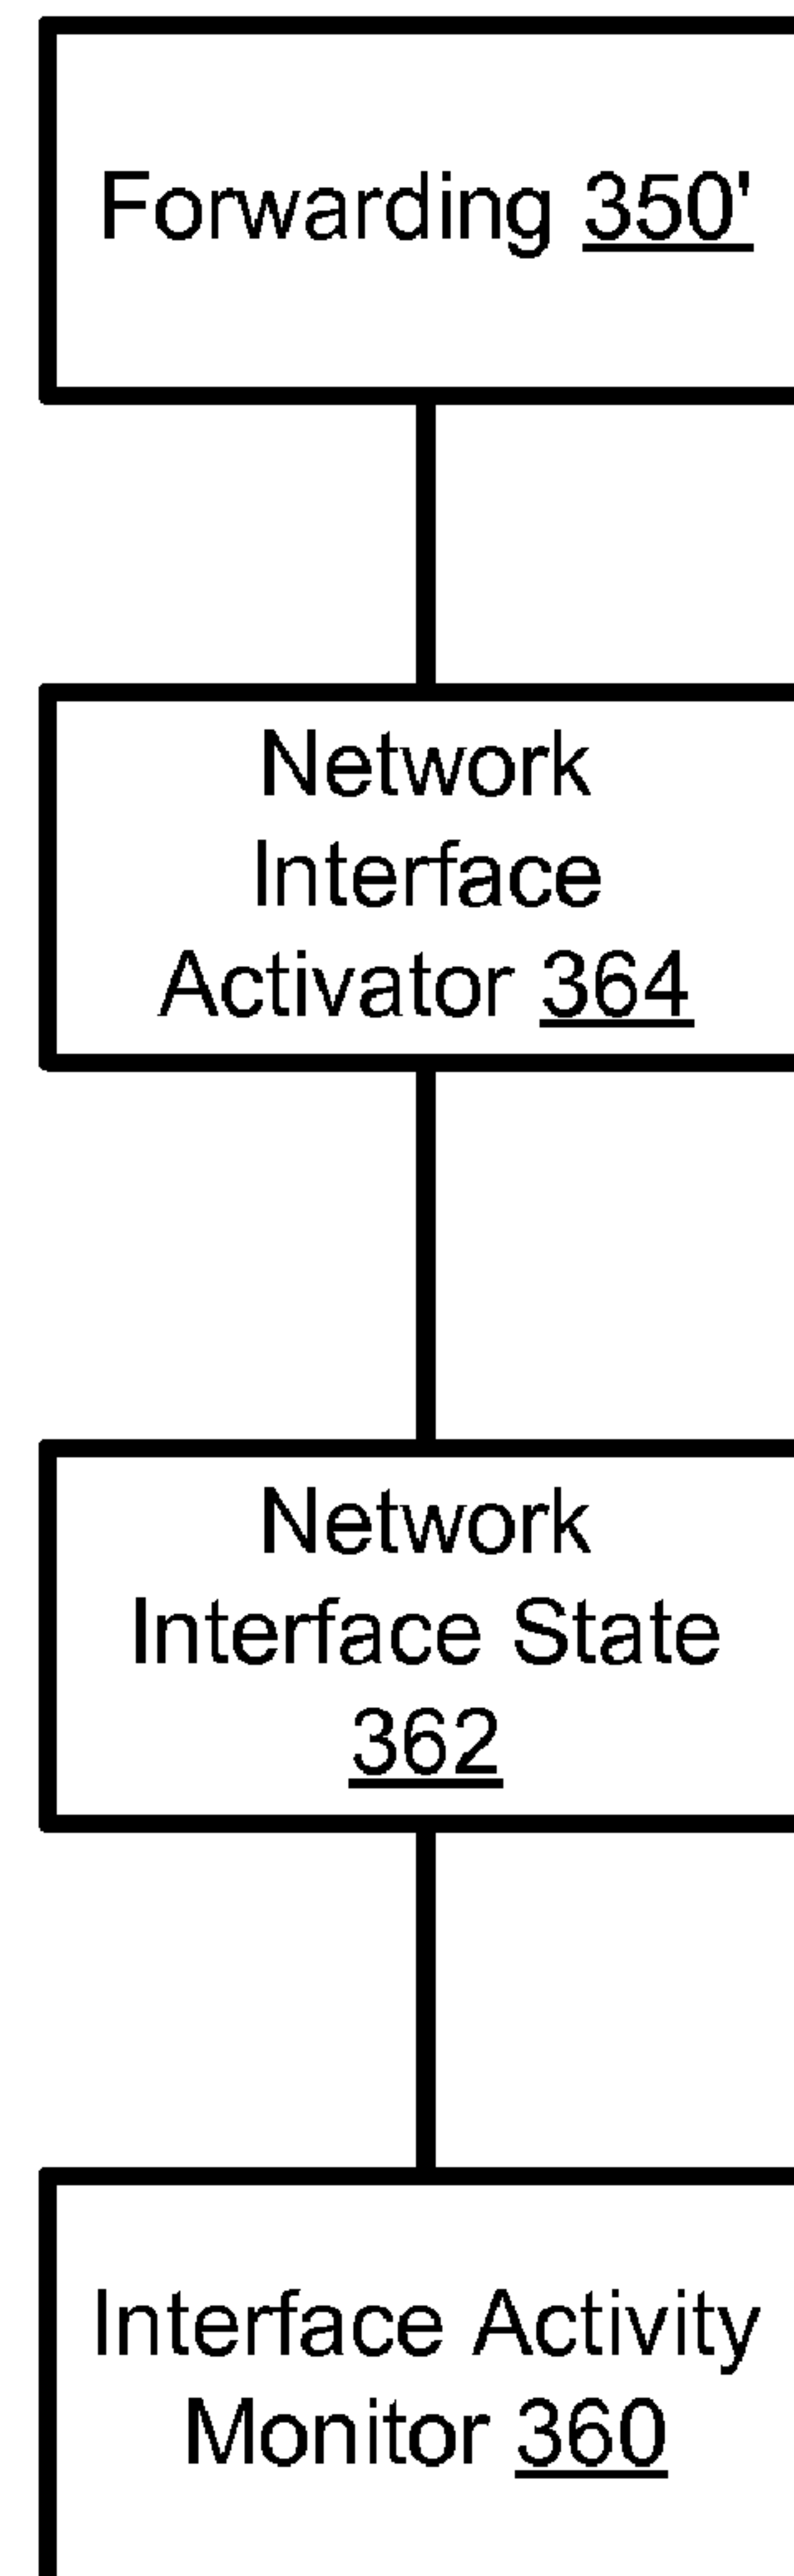 Forwarding 350'
Network
Interface
Activator 364
Network
Interface State
362
Interface Activity
Monitor 360